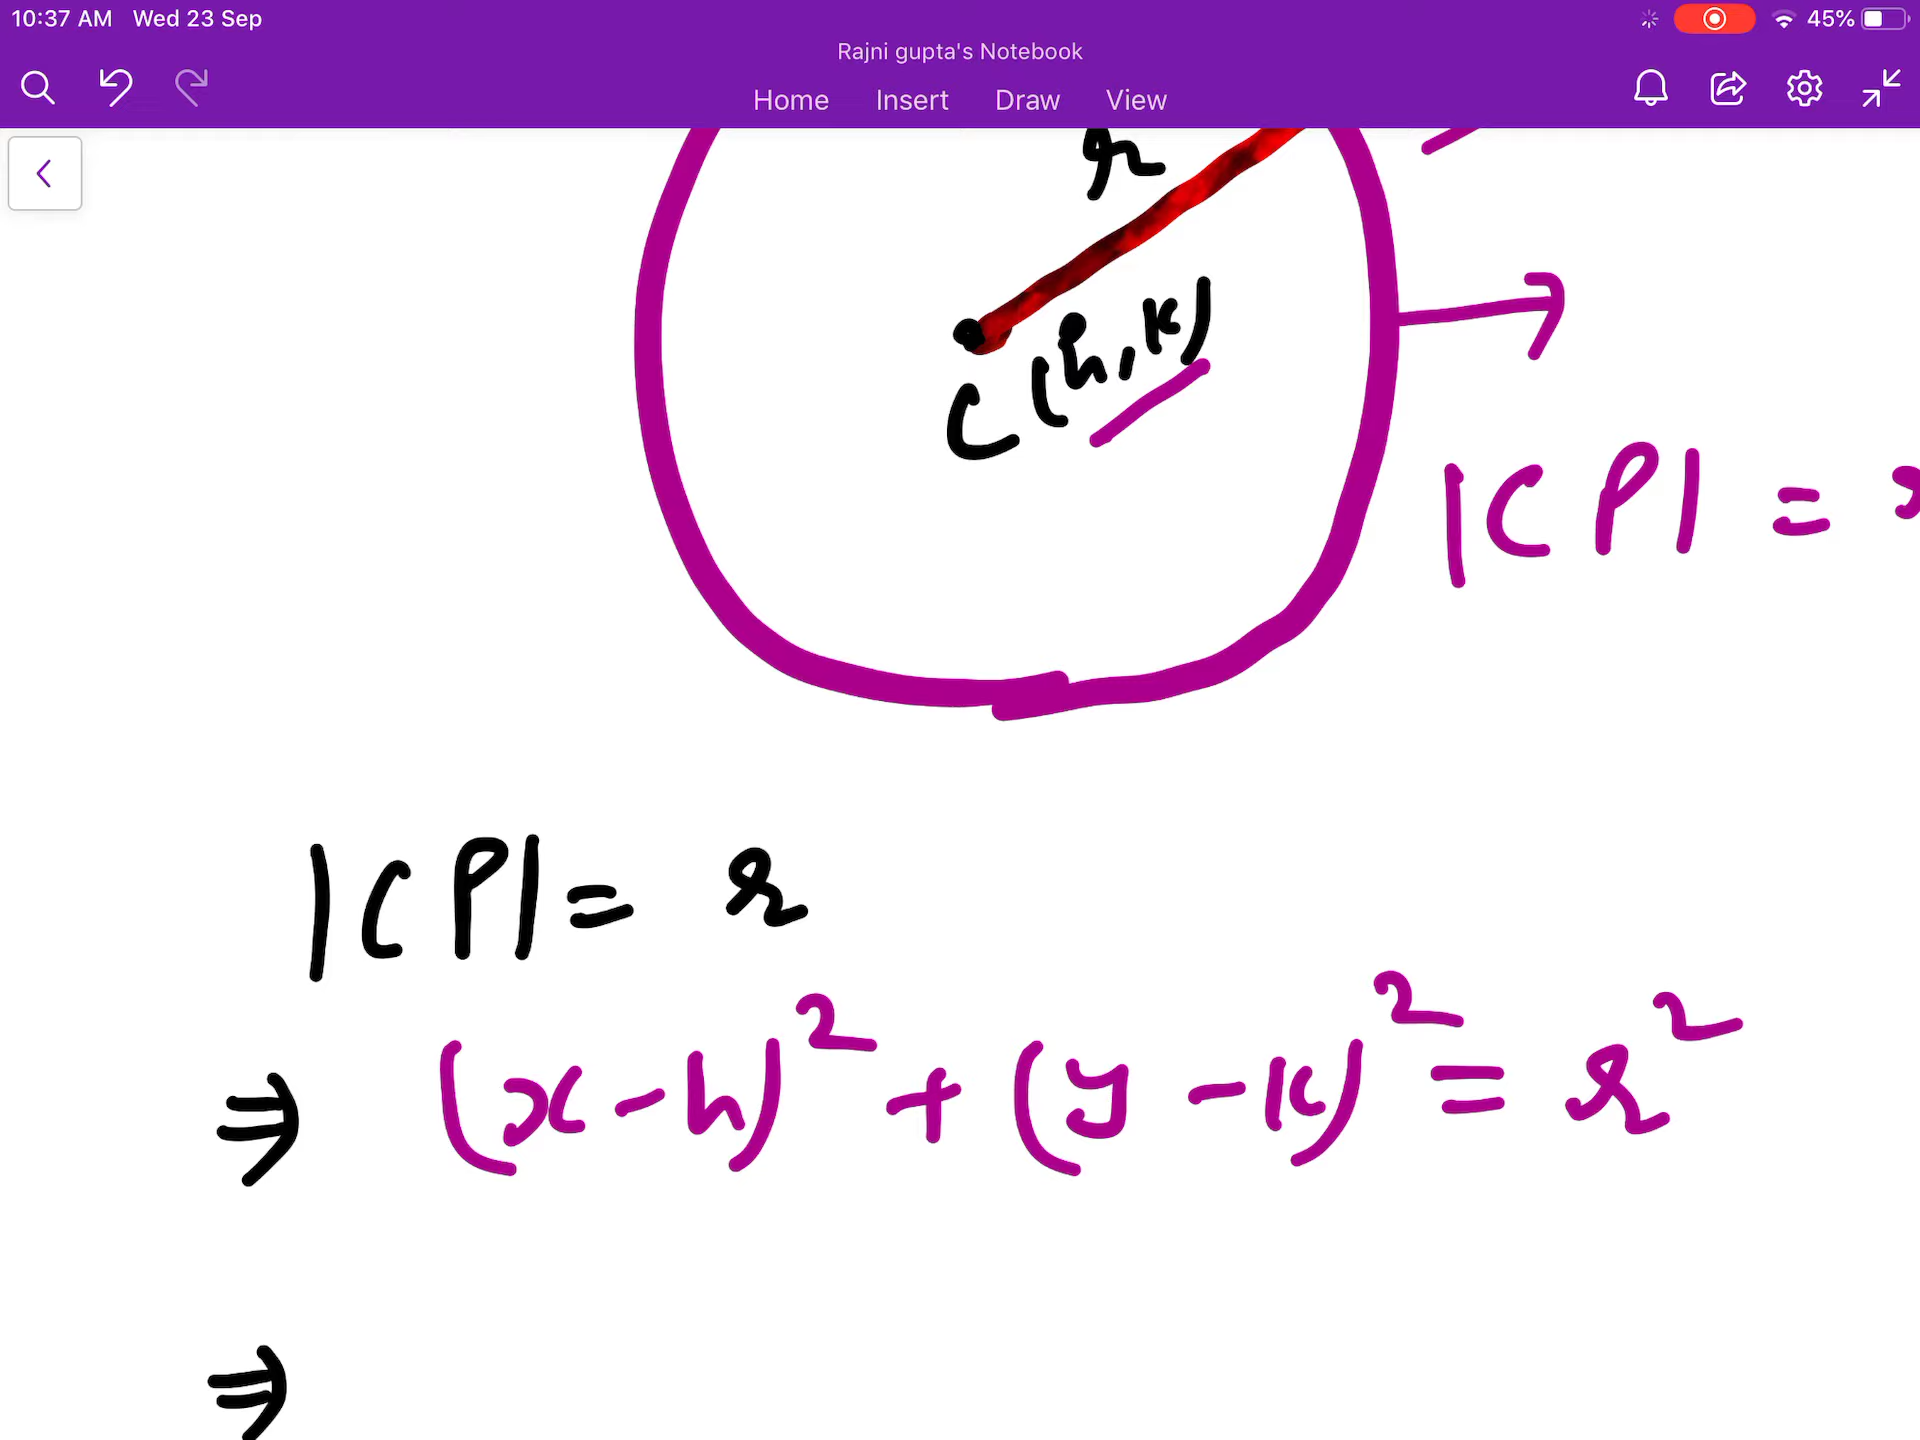 10:37 AM Wed 23 Sep 45%
Rajni gupta's Notebook
Home Insert Draw View
r
C (h, k)
|CP| =
|CP| = r
⇒ (x - h)² + (y - k)² = r²
⇒